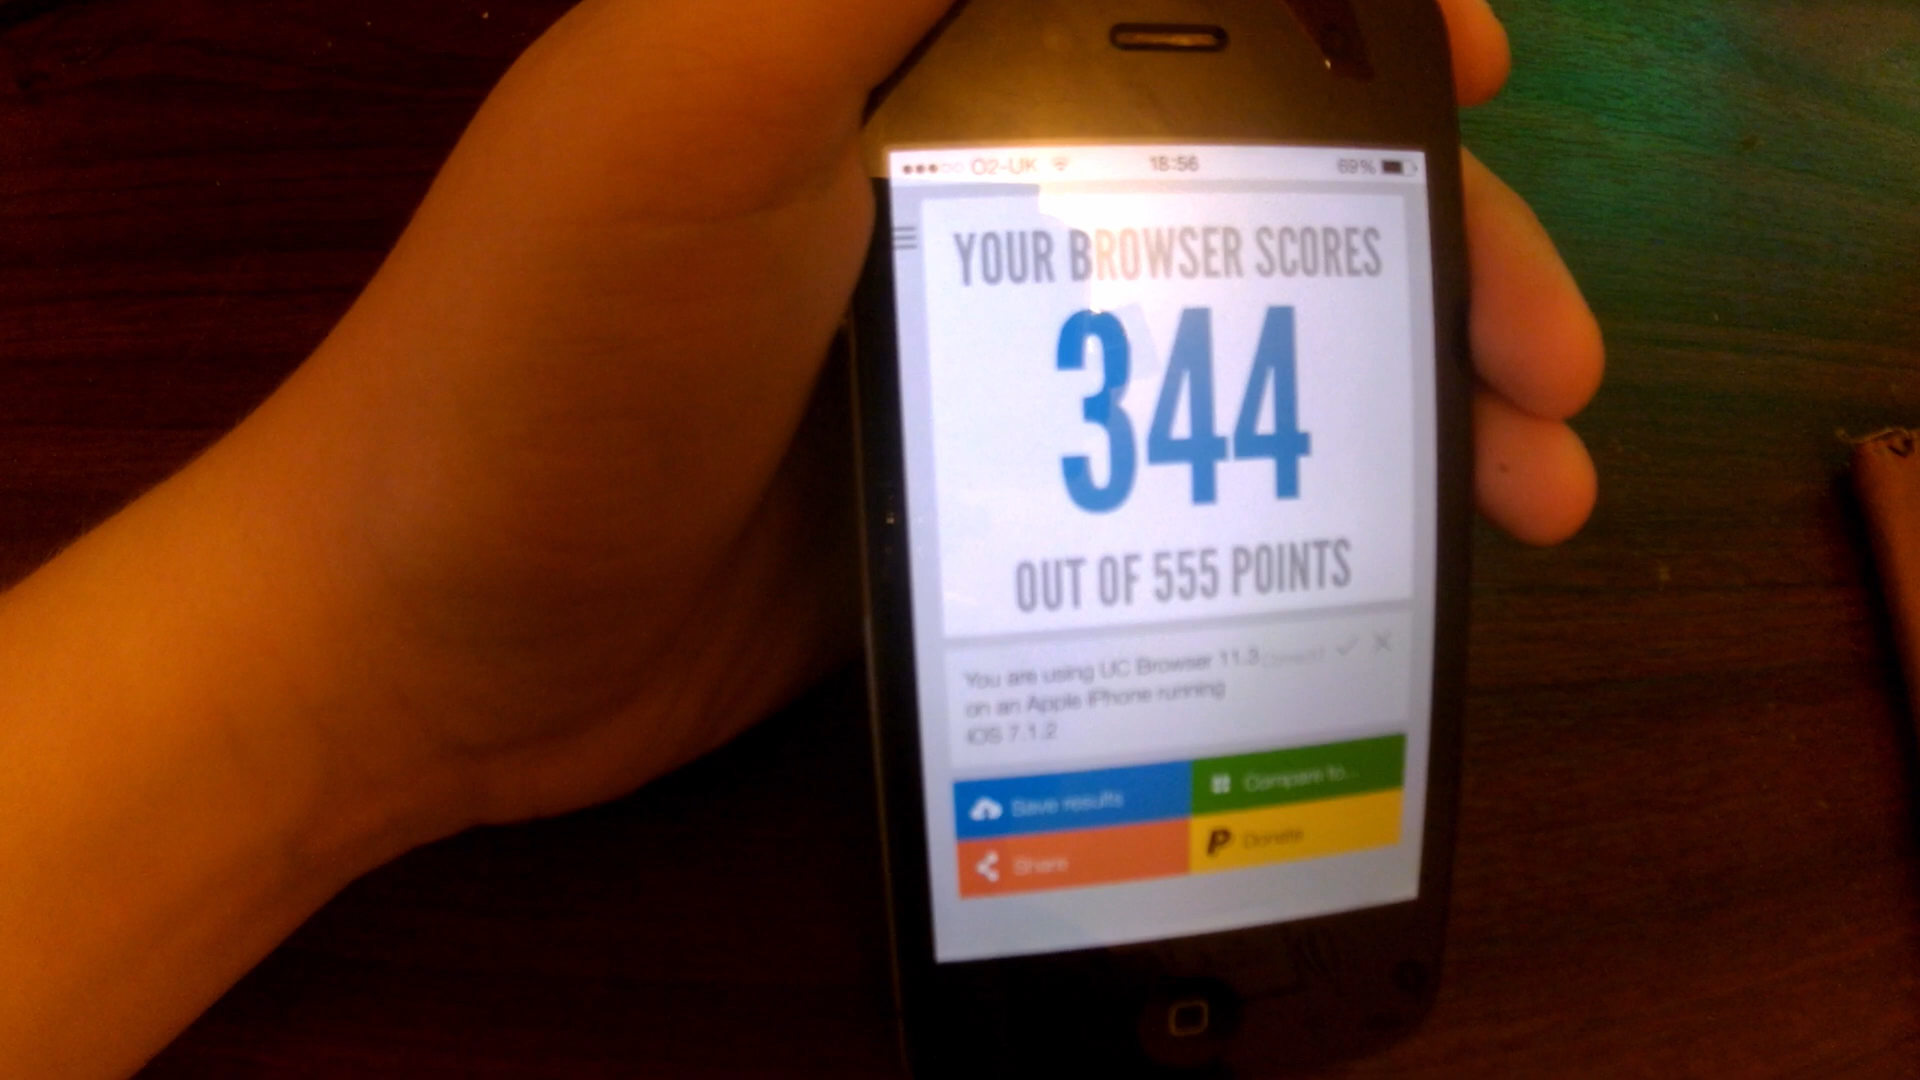 O2-UK 18:56 69%
YOUR BROWSER SCORES
344
OUT OF 555 POINTS
You are using UC Browser 11.3
on an Apple iPhone running
iOS 7.1.2
Save results
Compare to...
Share
Donate